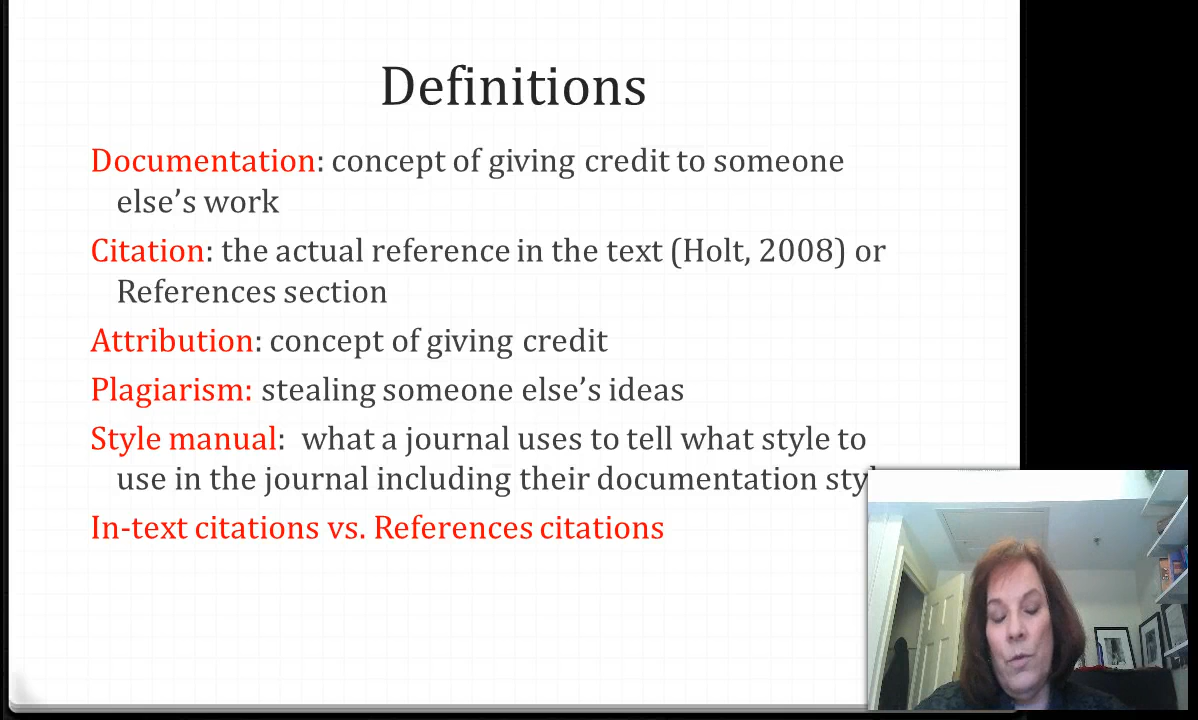 Definitions
Documentation: concept of giving credit to someone
else’s work
Citation: the actual reference in the text (Holt, 2008) or
References section
Attribution: concept of giving credit
Plagiarism: stealing someone else’s ideas
Style manual:  what a journal uses to tell what style to
use in the journal including their documentation
In-text citations vs. References citations